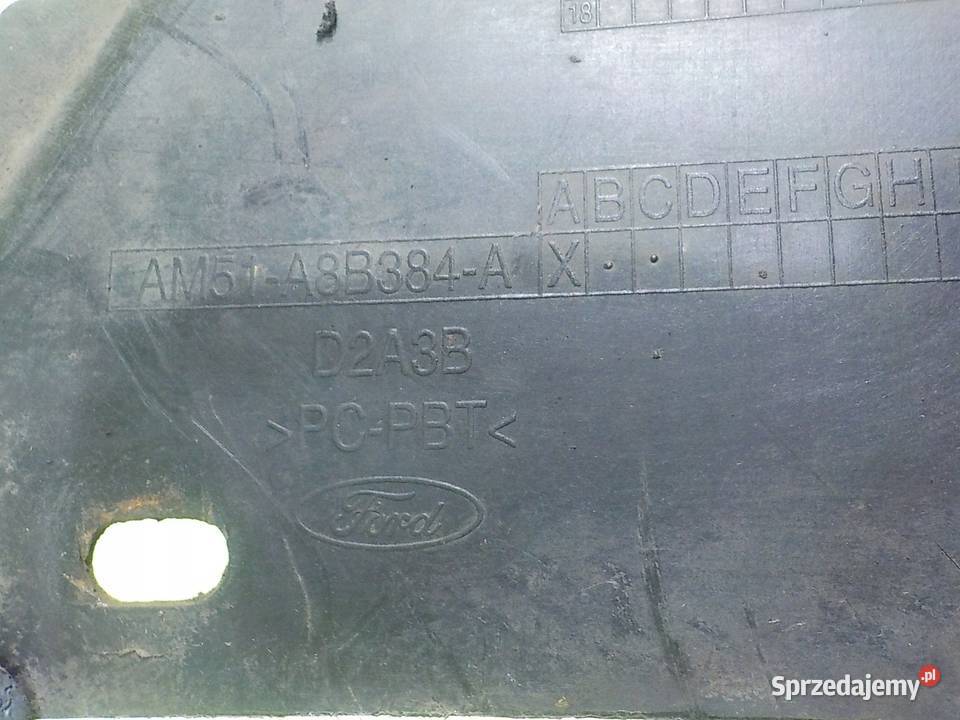 18
A B C D E F G H
AM51-A8B384-A X
D2A3B
>PC-PBT<
Ford
Sprzedajemy.pl